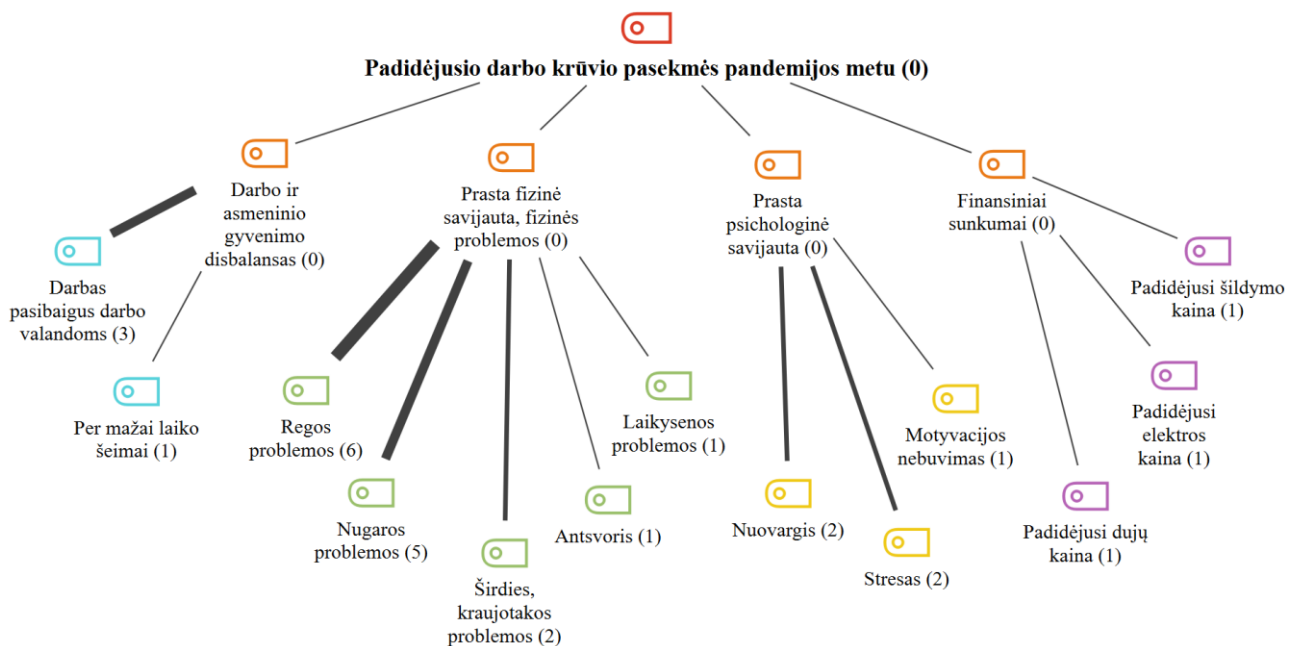 Padidėjusio darbo krūvio pasekmės pandemijos metu (0)
Darbo ir
asmeninio
gyvenimo
disbalansas (0)
Prasta fizinė
savijauta, fizinės
problemos (0)
Prasta
psichologinė
savijauta (0)
Finansiniai
sunkumai (0)
Darbas
pasibaigus darbo
valandoms (3)
Per mažai laiko
šeimai (1)
Regos
problemos (6)
Nugaros
problemos (5)
Širdies,
kraujotakos
problemos (2)
Antsvoris (1)
Laikysenos
problemos (1)
Nuovargis (2)
Stresas (2)
Motyvacijos
nebuvimas (1)
Padidėjusi dujų
kaina (1)
Padidėjusi
elektros
kaina (1)
Padidėjusi šildymo
kaina (1)